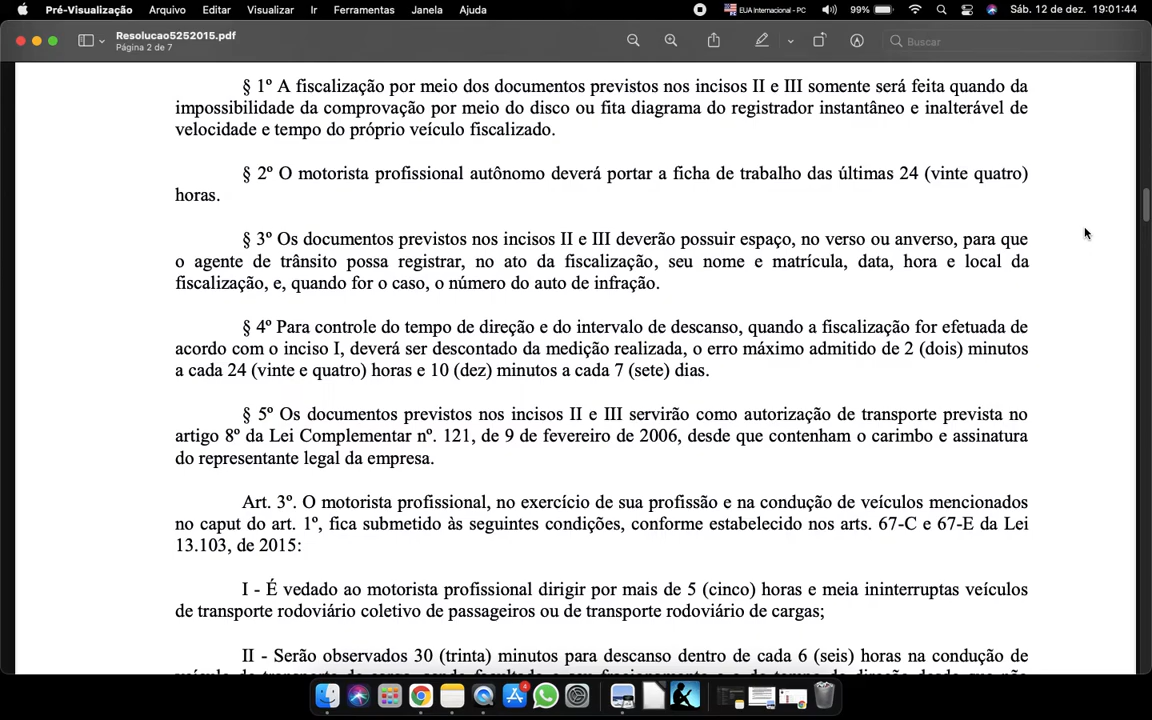 Pré-Visualização Arquivo Editar Visualizar Ir Ferramentas Janela Ajuda EUA Internacional - PC 99% Sáb. 12 de dez. 19:01:44
Resolucao5252015.pdf
Página 2 de 7
Buscar
§ 1º A fiscalização por meio dos documentos previstos nos incisos II e III somente será feita quando da
impossibilidade da comprovação por meio do disco ou fita diagrama do registrador instantâneo e inalterável de
velocidade e tempo do próprio veículo fiscalizado.
§ 2º O motorista profissional autônomo deverá portar a ficha de trabalho das últimas 24 (vinte quatro)
horas.
§ 3º Os documentos previstos nos incisos II e III deverão possuir espaço, no verso ou anverso, para que
o agente de trânsito possa registrar, no ato da fiscalização, seu nome e matrícula, data, hora e local da
fiscalização, e, quando for o caso, o número do auto de infração.
§ 4º Para controle do tempo de direção e do intervalo de descanso, quando a fiscalização for efetuada de
acordo com o inciso I, deverá ser descontado da medição realizada, o erro máximo admitido de 2 (dois) minutos
a cada 24 (vinte e quatro) horas e 10 (dez) minutos a cada 7 (sete) dias.
§ 5º Os documentos previstos nos incisos II e III servirão como autorização de transporte prevista no
artigo 8º da Lei Complementar nº. 121, de 9 de fevereiro de 2006, desde que contenham o carimbo e assinatura
do representante legal da empresa.
Art. 3º. O motorista profissional, no exercício de sua profissão e na condução de veículos mencionados
no caput do art. 1º, fica submetido às seguintes condições, conforme estabelecido nos arts. 67-C e 67-E da Lei
13.103, de 2015:
I - É vedado ao motorista profissional dirigir por mais de 5 (cinco) horas e meia ininterruptas veículos
de transporte rodoviário coletivo de passageiros ou de transporte rodoviário de cargas;
II - Serão observados 30 (trinta) minutos para descanso dentro de cada 6 (seis) horas na condução de
4